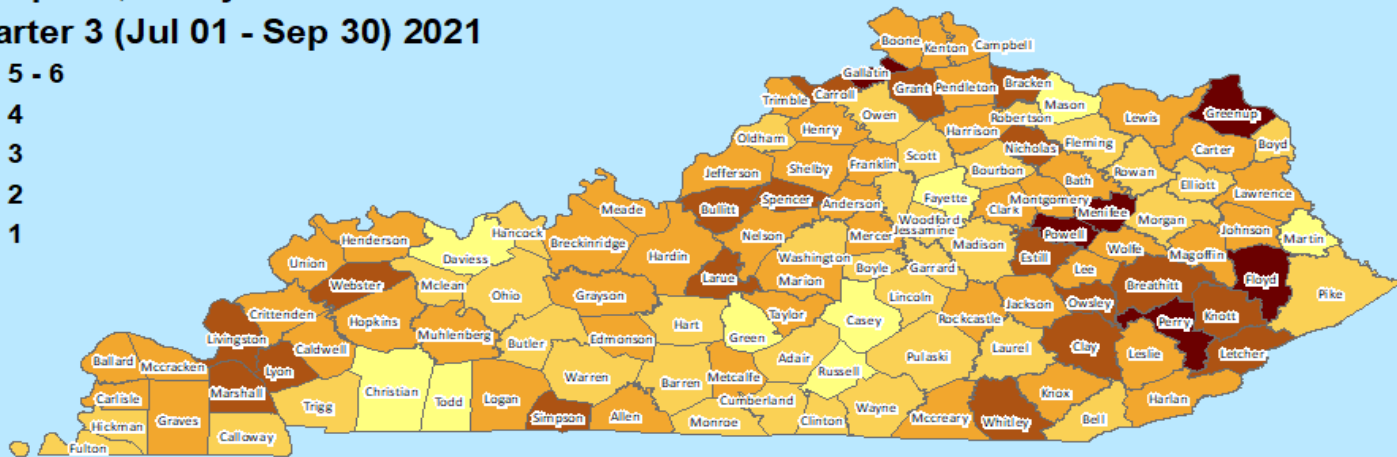 arter 3 (Jul 01 - Sep 30) 2021
5 - 6
4
3
2
1
Boone
Kenton
Campbell
Gallatin
Trimble
Carroll
Grant
Pendleton
Bracken
Mason
Owen
Robertson
Lewis
Greenup
Oldham
Henry
Harrison
Nicholas
Fleming
Carter
Boyd
Jefferson
Shelby
Franklin
Scott
Bourbon
Bath
Rowan
Elliott
Lawrence
Meade
Bullitt
Spencer
Anderson
Woodford
Fayette
Clark
Montgomery
Menifee
Morgan
Johnson
Martin
Henderson
Daviess
Hancock
Breckinridge
Hardin
Nelson
Washington
Mercer
Jessamine
Madison
Powell
Estill
Wolfe
Magoffin
Floyd
Pike
Union
Webster
Mclean
Ohio
Grayson
Larue
Marion
Boyle
Garrard
Lincoln
Lee
Breathitt
Owsley
Knott
Crittenden
Livingston
Hopkins
Muhlenberg
Butler
Edmonson
Hart
Green
Taylor
Casey
Rockcastle
Jackson
Perry
Ballard
Mccracken
Lyon
Caldwell
Warren
Barren
Metcalfe
Adair
Russell
Pulaski
Laurel
Clay
Leslie
Letcher
Carlisle
Marshall
Christian
Todd
Logan
Simpson
Allen
Cumberland
Wayne
Mccreary
Whitley
Knox
Harlan
Hickman
Graves
Trigg
Monroe
Clinton
Bell
Fulton
Calloway